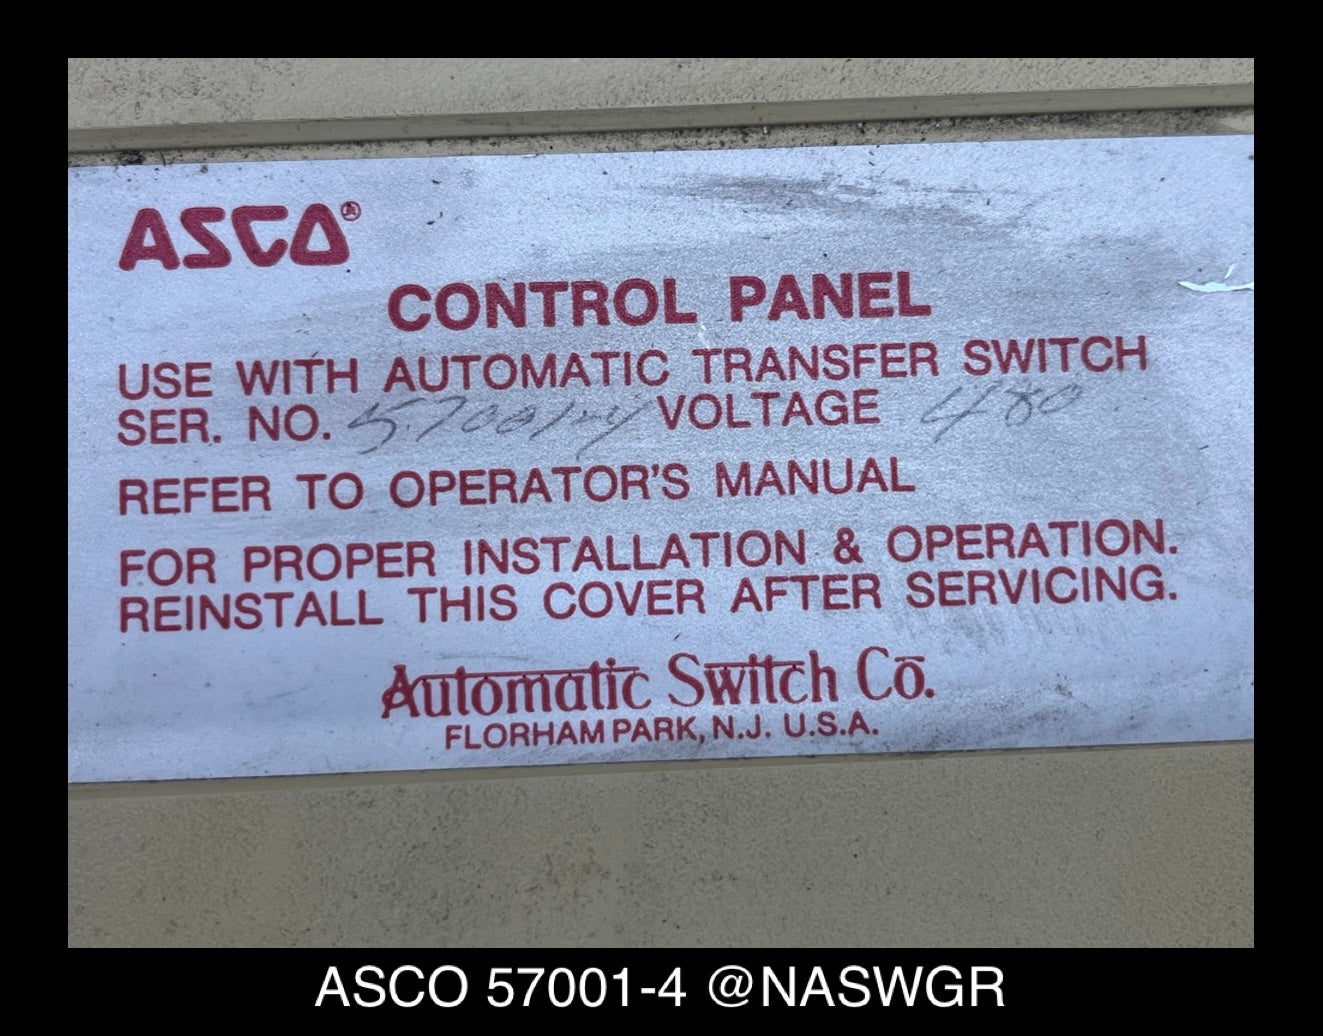 ASCO®
CONTROL PANEL
USE WITH AUTOMATIC TRANSFER SWITCH
SER. NO. 57001-4 VOLTAGE 480
REFER TO OPERATOR'S MANUAL
FOR PROPER INSTALLATION & OPERATION.
REINSTALL THIS COVER AFTER SERVICING.
Automatic Switch Co.
FLORHAM PARK, N.J. U.S.A.
ASCO 57001-4 @NASWGR